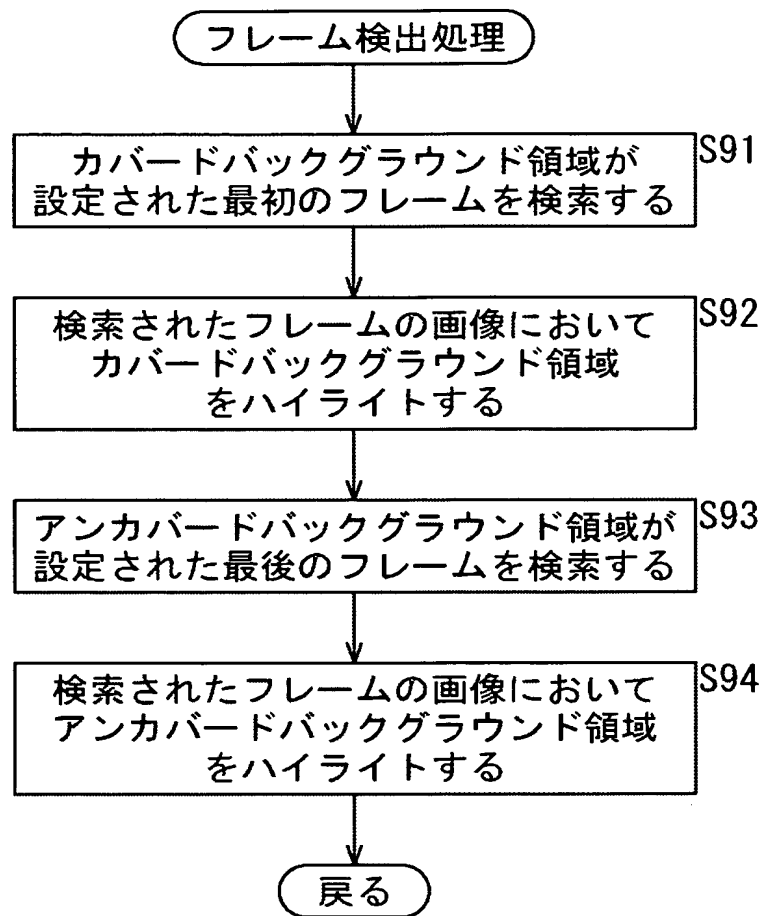 フレーム検出処理
カバードバックグラウンド領域が
設定された最初のフレームを検索する
S91
検索されたフレームの画像において
カバードバックグラウンド領域
をハイライトする
S92
アンカバードバックグラウンド領域が
設定された最後のフレームを検索する
S93
検索されたフレームの画像において
アンカバードバックグラウンド領域
をハイライトする
S94
戻る